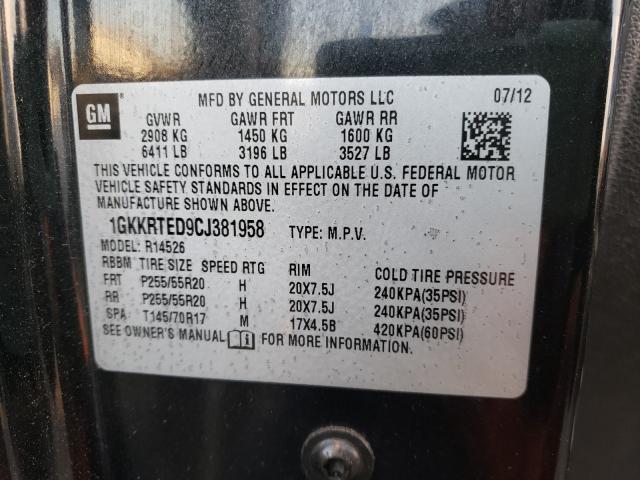 GM ® MFD BY GENERAL MOTORS LLC 07/12
GVWR GAWR FRT GAWR RR
2908 KG 1450 KG 1600 KG
6411 LB 3196 LB 3527 LB
THIS VEHICLE CONFORMS TO ALL APPLICABLE U.S. FEDERAL MOTOR
VEHICLE SAFETY STANDARDS IN EFFECT ON THE DATE OF
MANUFACTURE SHOWN ABOVE.
1GKKRTED9CJ381958 TYPE: M.P.V.
MODEL: R14526
RBBM TIRE SIZE SPEED RTG RIM COLD TIRE PRESSURE
FRT P255/55R20 H 20X7.5J 240KPA(35PSI)
RR P255/55R20 H 20X7.5J 240KPA(35PSI)
SPA T145/70R17 M 17X4.5B 420KPA(60PSI)
SEE OWNER'S MANUAL FOR MORE INFORMATION.